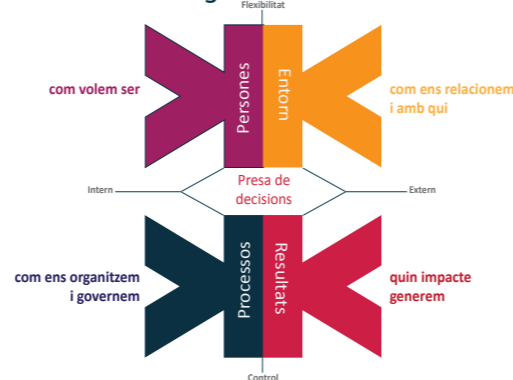 Flexibilitat
com volem ser
Persones
Entorn
com ens relacionem
i amb qui
Intern
Presa de
decisions
Extern
com ens organitzem
i governem
Processos
Resultats
quin impacte
generem
Control